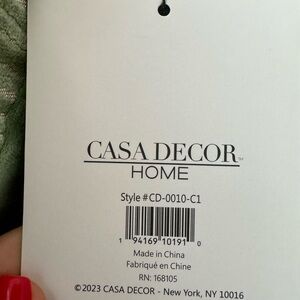 CASA DECOR™
HOME
Style #CD-0010-C1
1 94169 10191 0
Made in China
Fabriqué en Chine
RN: 168105
©2023 CASA DECOR - New York, NY 10016